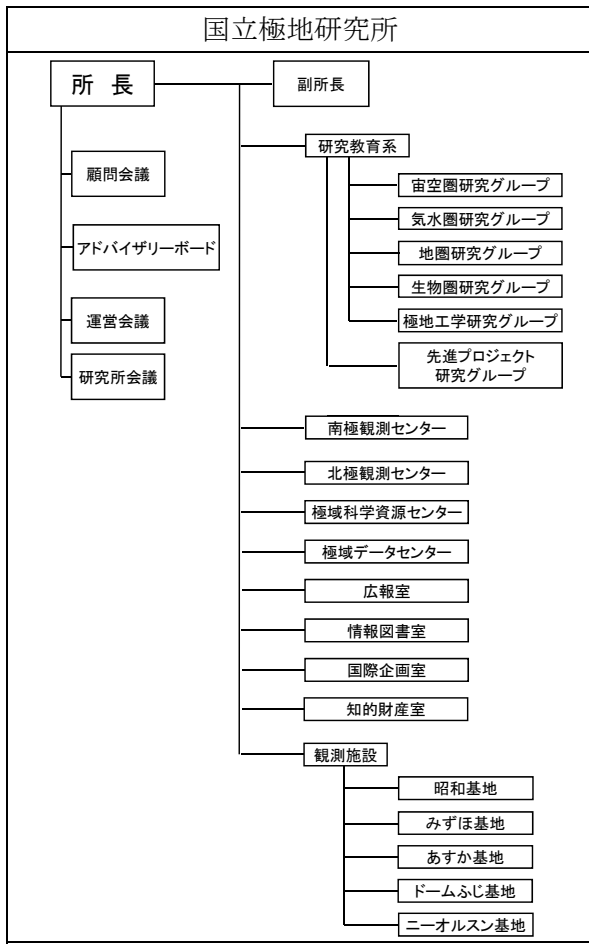 国立極地研究所
所　長
副所長
顧問会議
アドバイザリーボード
運営会議
研究所会議
研究教育系
宙空圏研究グループ
気水圏研究グループ
地圏研究グループ
生物圏研究グループ
極地工学研究グループ
先進プロジェクト
研究グループ
南極観測センター
北極観測センター
極域科学資源センター
極域データセンター
広報室
情報図書室
国際企画室
知的財産室
観測施設
昭和基地
みずほ基地
あすか基地
ドームふじ基地
ニーオルスン基地